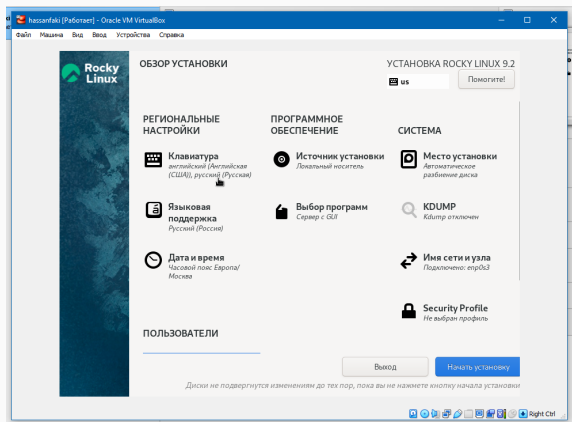 hassanfaki [Работает] - Oracle VM VirtualBox
Файл Машина Вид Ввод Устройства Справка
Rocky
Linux
ОБЗОР УСТАНОВКИ
УСТАНОВКА ROCKY LINUX 9.2
us
Помогите!
РЕГИОНАЛЬНЫЕ
НАСТРОЙКИ
Клавиатура
английский (Английская
(США)), русский (Русская)
Языковая
поддержка
Русский (Россия)
Дата и время
Часовой пояс Европа/
Москва
ПОЛЬЗОВАТЕЛИ
ПРОГРАММНОЕ
ОБЕСПЕЧЕНИЕ
Источник установки
Локальный носитель
Выбор программ
Сервер с GUI
СИСТЕМА
Место установки
Автоматическое
разбиение диска
KDUMP
Kdump отключен
Имя сети и узла
Подключено: enp0s3
Security Profile
Не выбран профиль
Выход
Начать установку
Диски не подвергнутся изменениям до тех пор, пока вы не нажмете кнопку начала установки
Right Ctrl